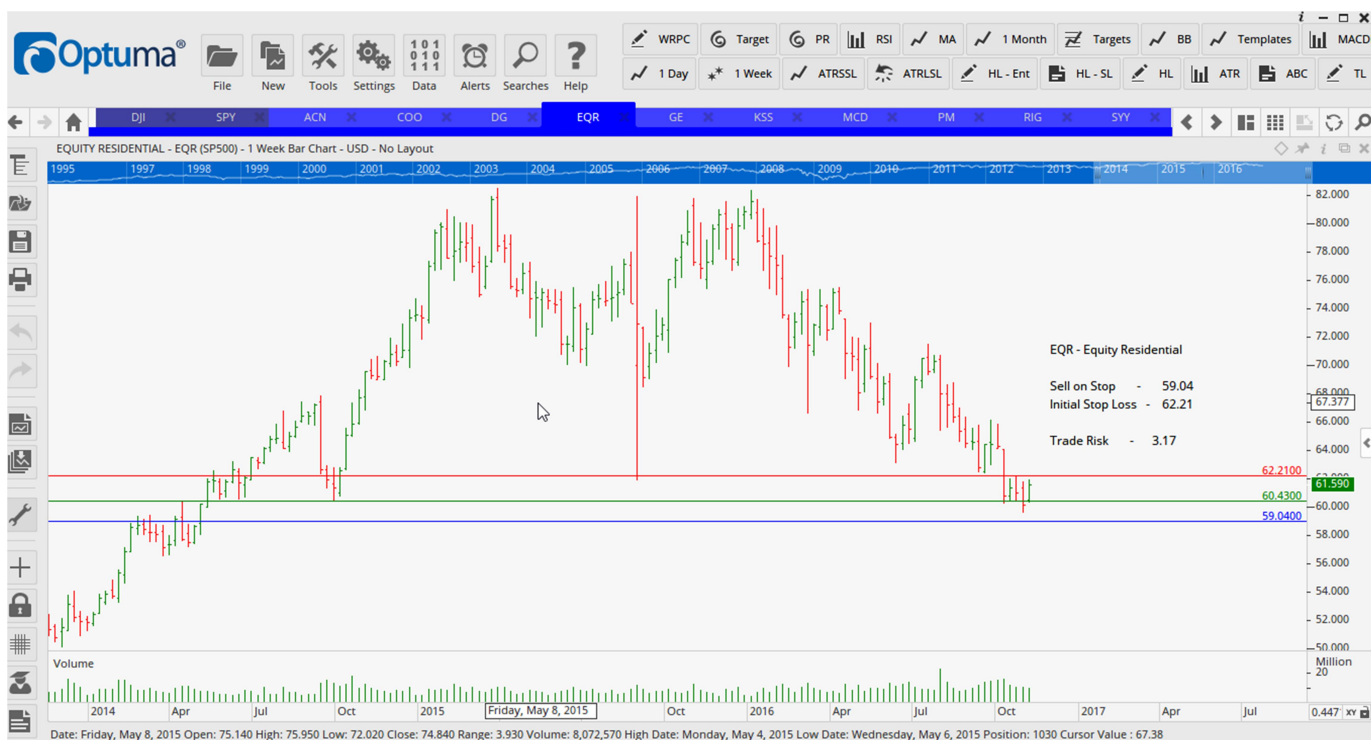 i
Optuma®
File
New
Tools
Settings
101
010
111
Data
Alerts
Searches
?
Help
WRPC
Target
PR
RSI
MA
1 Month
Targets
BB
Templates
MACD
1 Day
1 Week
ATRSSL
ATRLSL
HL - Ent
HL - SL
HL
ATR
ABC
TL
DJI
SPY
ACN
COO
DG
EQR
GE
KSS
MCD
PM
RIG
SYY
EQUITY RESIDENTIAL - EQR (SP500) - 1 Week Bar Chart - USD - No Layout
1995 1997 1998 1999 2000 2001 2002 2003 2004 2005 2006 2007 2008 2009 2010 2011 2012 2013 2014 2015 2016
82.000
80.000
78.000
76.000
74.000
72.000
70.000
68.000
67.377
66.000
64.000
61.590
60.000
58.000
56.000
54.000
52.000
50.000
EQR - Equity Residential
Sell on Stop - 59.04
Initial Stop Loss - 62.21
Trade Risk - 3.17
62.2100
60.4300
59.0400
Volume
Million
20
2014 Apr Jul Oct 2015 Friday, May 8, 2015 Oct 2016 Apr Jul Oct 2017 Apr Jul
0.447 XY
Date: Friday, May 8, 2015 Open: 75.140 High: 75.950 Low: 72.020 Close: 74.840 Range: 3.930 Volume: 8,072,570 High Date: Monday, May 4, 2015 Low Date: Wednesday, May 6, 2015 Position: 1030 Cursor Value : 67.38